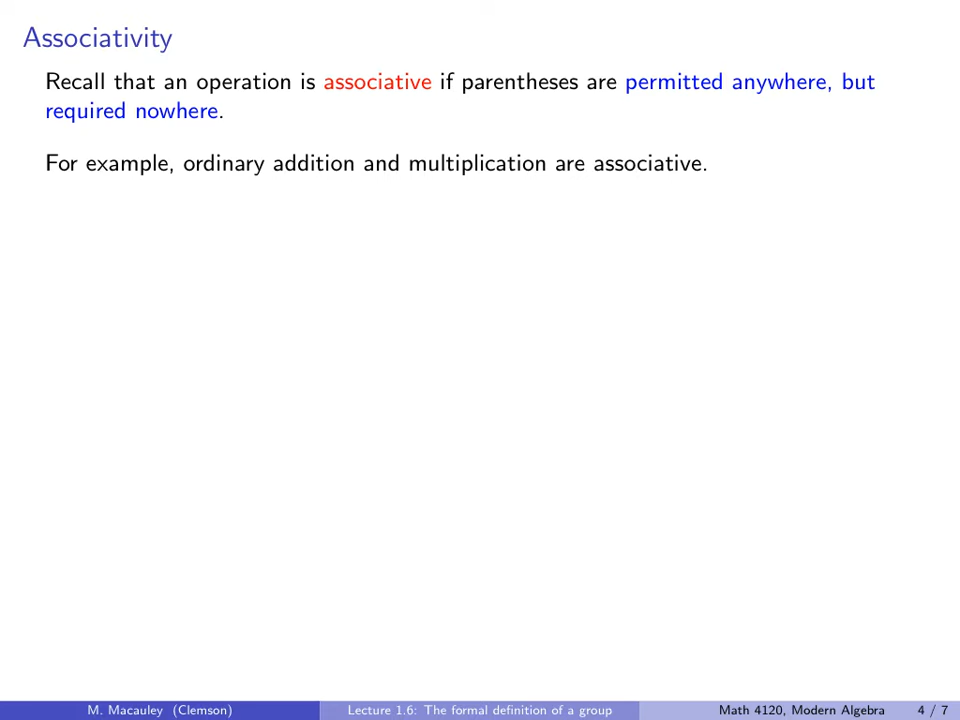 Associativity
Recall that an operation is associative if parentheses are permitted anywhere, but
required nowhere.
For example, ordinary addition and multiplication are associative.
M. Macauley (Clemson)
Lecture 1.6: The formal definition of a group
Math 4120, Modern Algebra
4 / 7